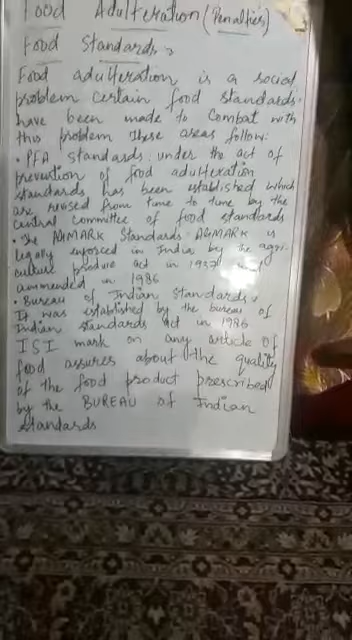 Food Adulteration (Penalties)
Food Standards
Food adulteration is a social
problem certain food standards
have been made to combat with
this problem These are as follow:
• PFA standards: under the act of
prevention of food adulteration
standards has been established which
are revised from time to time by the
central committee of food standards
• The AGMARK Standards: AGMARK is
legally enforced in India by the agri-
culture produce act in 1937 and
ammended in 1986
• Bureau of Indian Standards
It was established by the bureau of
Indian standards act in 1986
ISI mark on any article of
food assures about the quality
of the food product prescribed
by the BUREAU of Indian
Standards